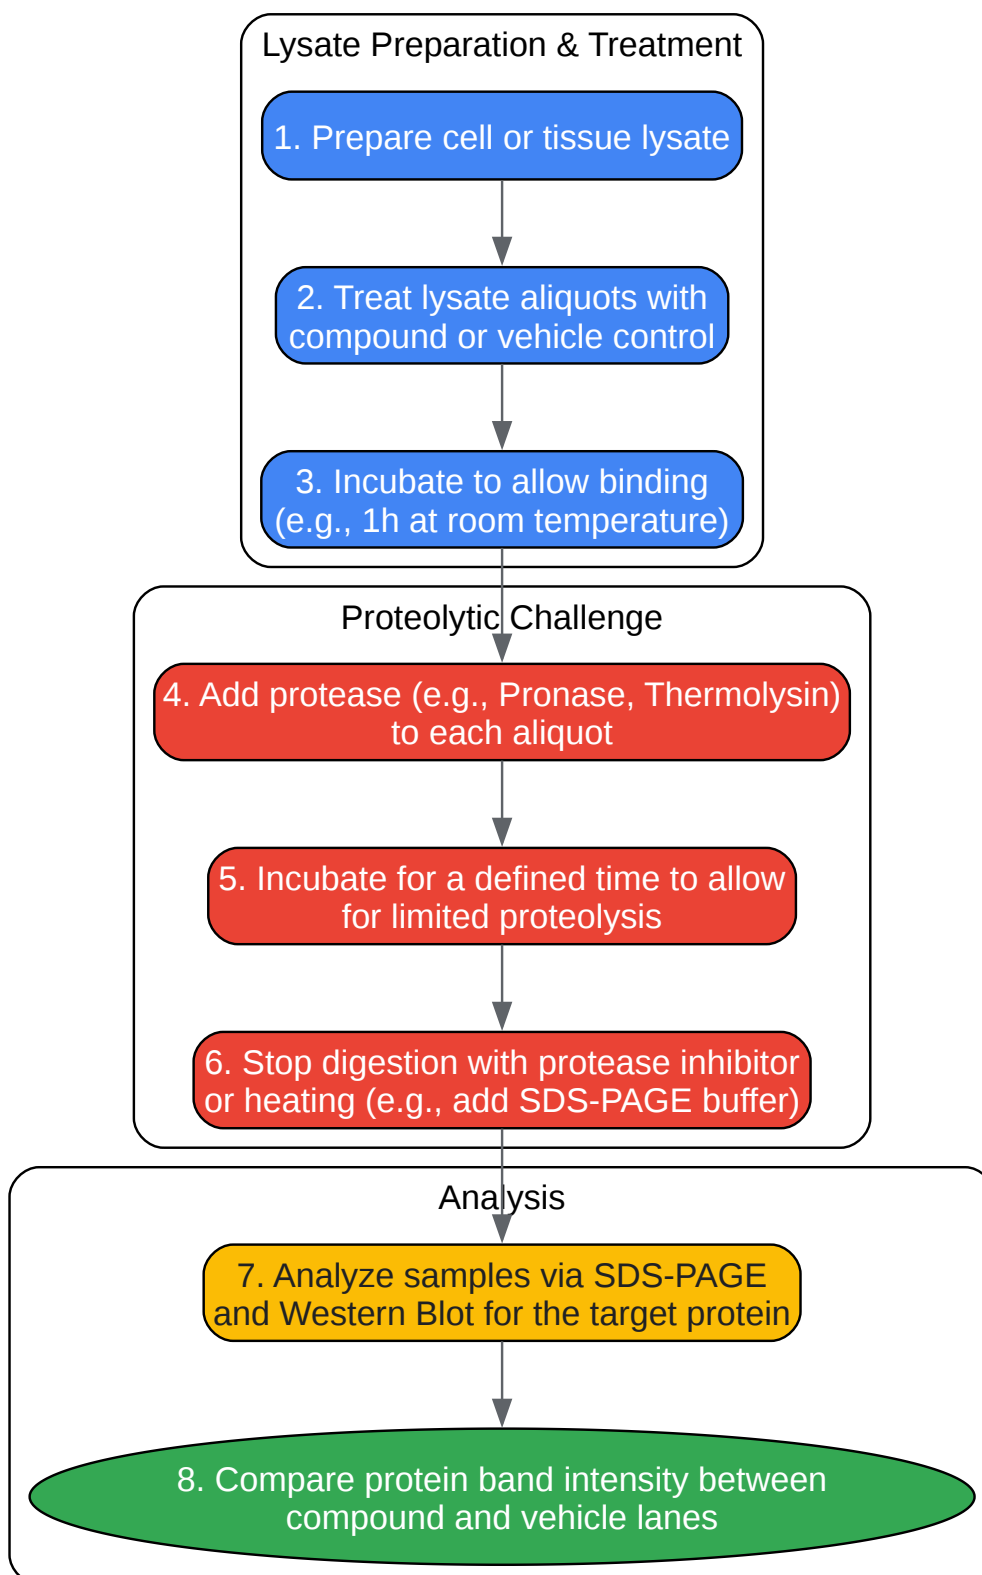 Lysate Preparation & Treatment
1. Prepare cell or tissue lysate
2. Treat lysate aliquots with
compound or vehicle control
3. Incubate to allow binding
(e.g., 1h at room temperature)
Proteolytic Challenge
4. Add protease (e.g., Pronase, Thermolysin)
to each aliquot
5. Incubate for a defined time to allow
for limited proteolysis
6. Stop digestion with protease inhibitor
or heating (e.g., add SDS-PAGE buffer)
Analysis
7. Analyze samples via SDS-PAGE
and Western Blot for the target protein
8. Compare protein band intensity between
compound and vehicle lanes